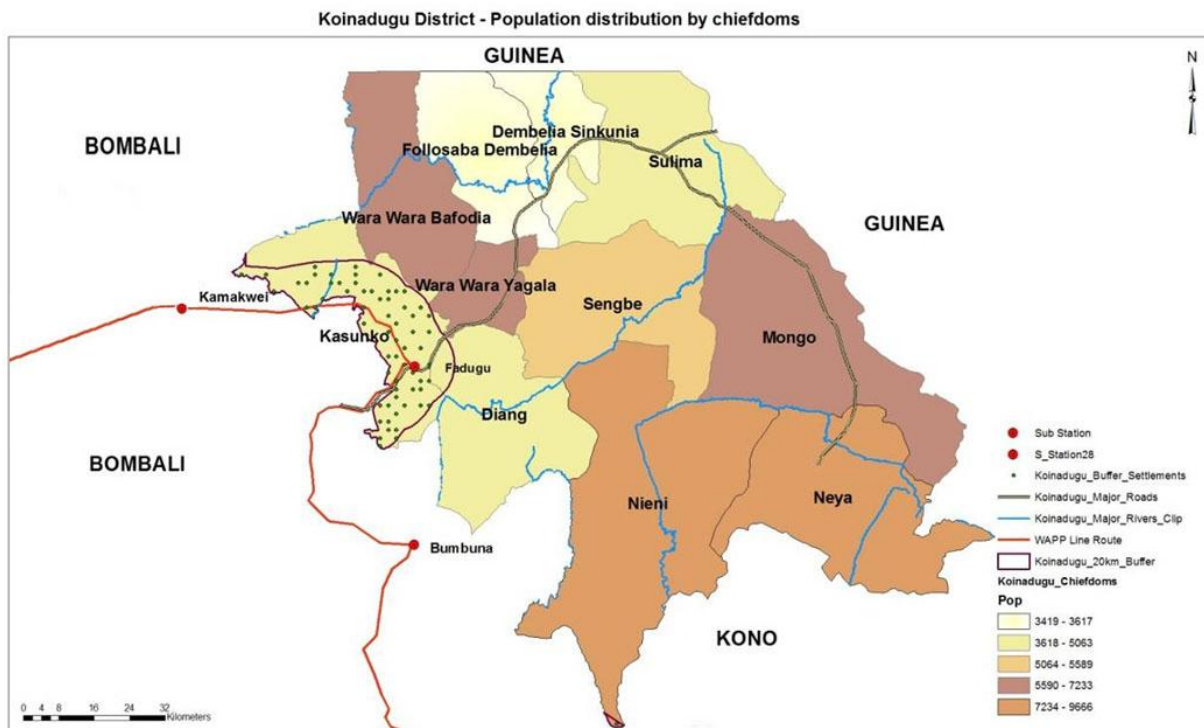 Koinadugu District - Population distribution by chiefdoms
GUINEA
N
BOMBALI
Dembelia Sinkunia
Follosaba Dembelia
Sulima
Wara Wara Bafodia
GUINEA
Wara Wara Yagala
Kamakwei
Sengbe
Kasunko
Mongo
Fadugu
Diang
BOMBALI
Nieni
Neya
Bumbuna
KONO
Sub Station
S_Station28
Koinadugu_Buffer_Settlements
Koinadugu_Major_Roads
Koinadugu_Major_Rivers_Clip
WAPP Line Route
Koinadugu_20km_Buffer
Koinadugu_Chiefdoms
Pop
3419 - 3617
3618 - 5063
5064 - 5589
5590 - 7233
7234 - 9666
0 4 8 16 24 32
Kilometers